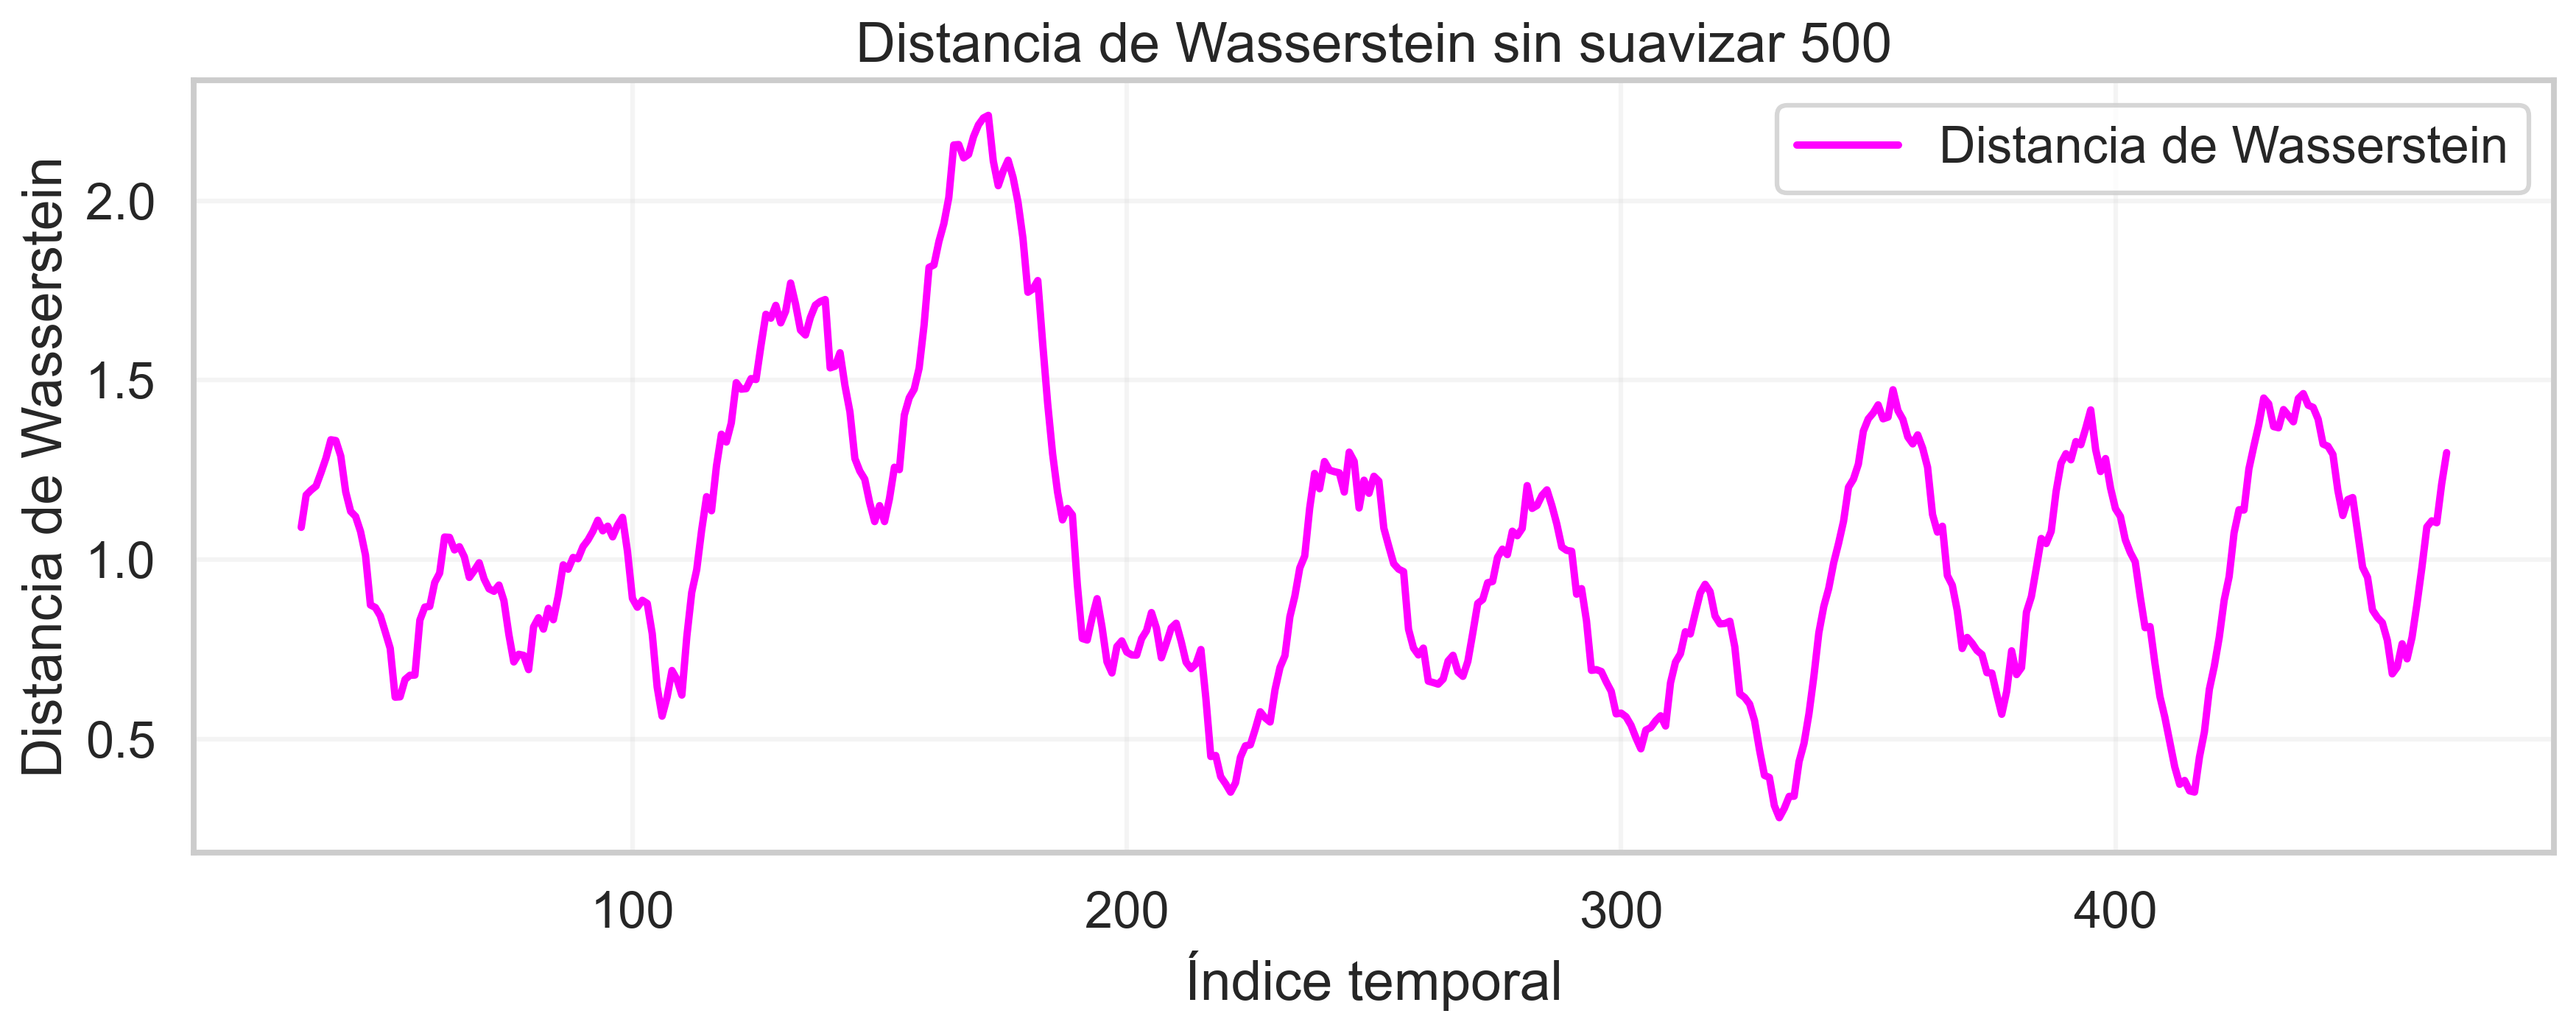 Distancia de Wasserstein sin suavizar 500
Distancia de Wasserstein
Distancia de Wasserstein
2.0
1.5
1.0
0.5
100
200
300
400
Índice temporal